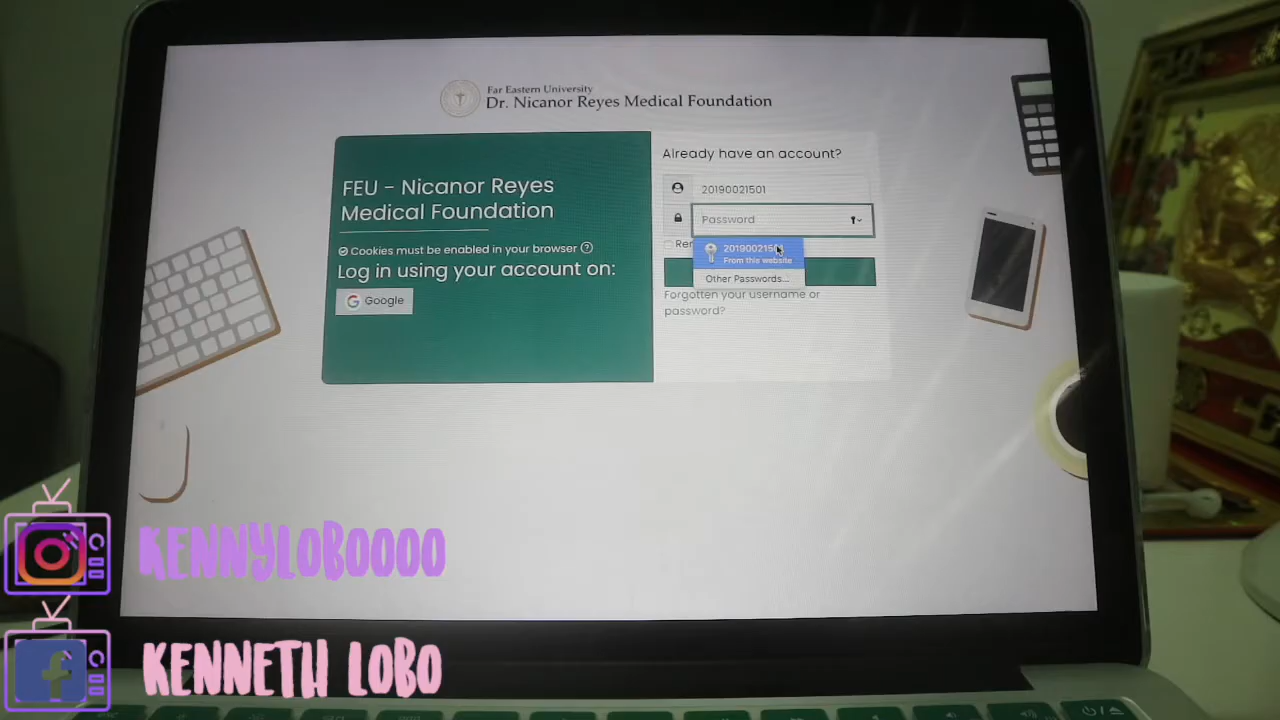 Far Eastern University
Dr. Nicanor Reyes Medical Foundation
FEU - Nicanor Reyes
Medical Foundation
Cookies must be enabled in your browser
Log in using your account on:
Google
Already have an account?
20190021501
Password
From this website
Other Passwords...
Forgotten your username or
password?
KENNYLOBOOOO
KENNETH LOBO